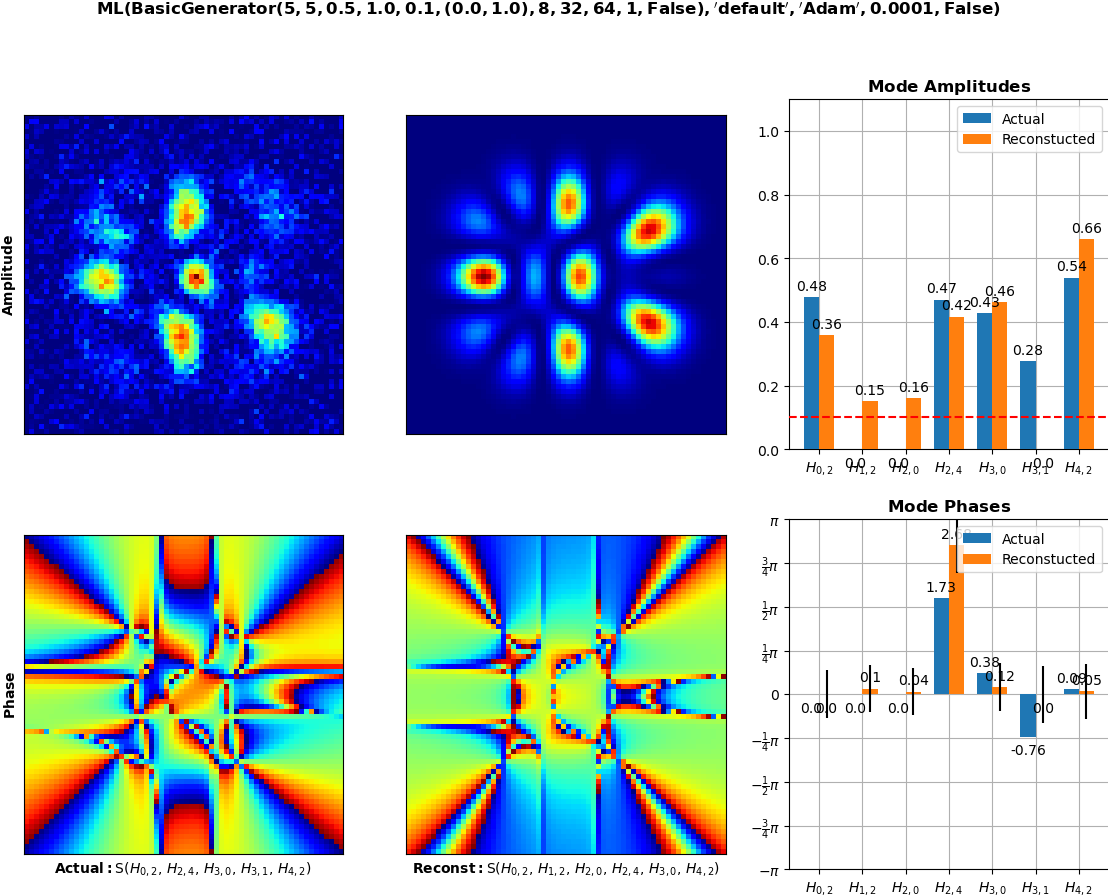 ML(BasicGenerator(5, 5, 0.5, 1.0, 0.1, (0.0, 1.0), 8, 32, 64, 1, False), ′default′, ′Adam′, 0.0001, False)
Mode Amplitudes
Actual
Reconstucted
1.0
0.8
0.6
0.4
0.2
0.0
0.48
0.36
0.0
0.15
0.0
0.16
0.47
0.42
0.43
0.46
0.28
0.0
0.54
0.66
H0,2 H1,2 H2,0 H2,4 H3,0 H3,1 H4,2
Amplitude
Mode Phases
Actual
Reconstucted
π
3/4π
1/2π
1/4π
0
−1/4π
−1/2π
−3/4π
−π
0.0
0.0
0.0
0.1
0.0
0.04
1.73
0.38
0.12
-0.76
0.0
0.09
0.05
H0,2 H1,2 H2,0 H2,4 H3,0 H3,1 H4,2
Phase
Actual: S(H0,2, H2,4, H3,0, H3,1, H4,2)
Reconst: S(H0,2, H1,2, H2,0, H2,4, H3,0, H4,2)